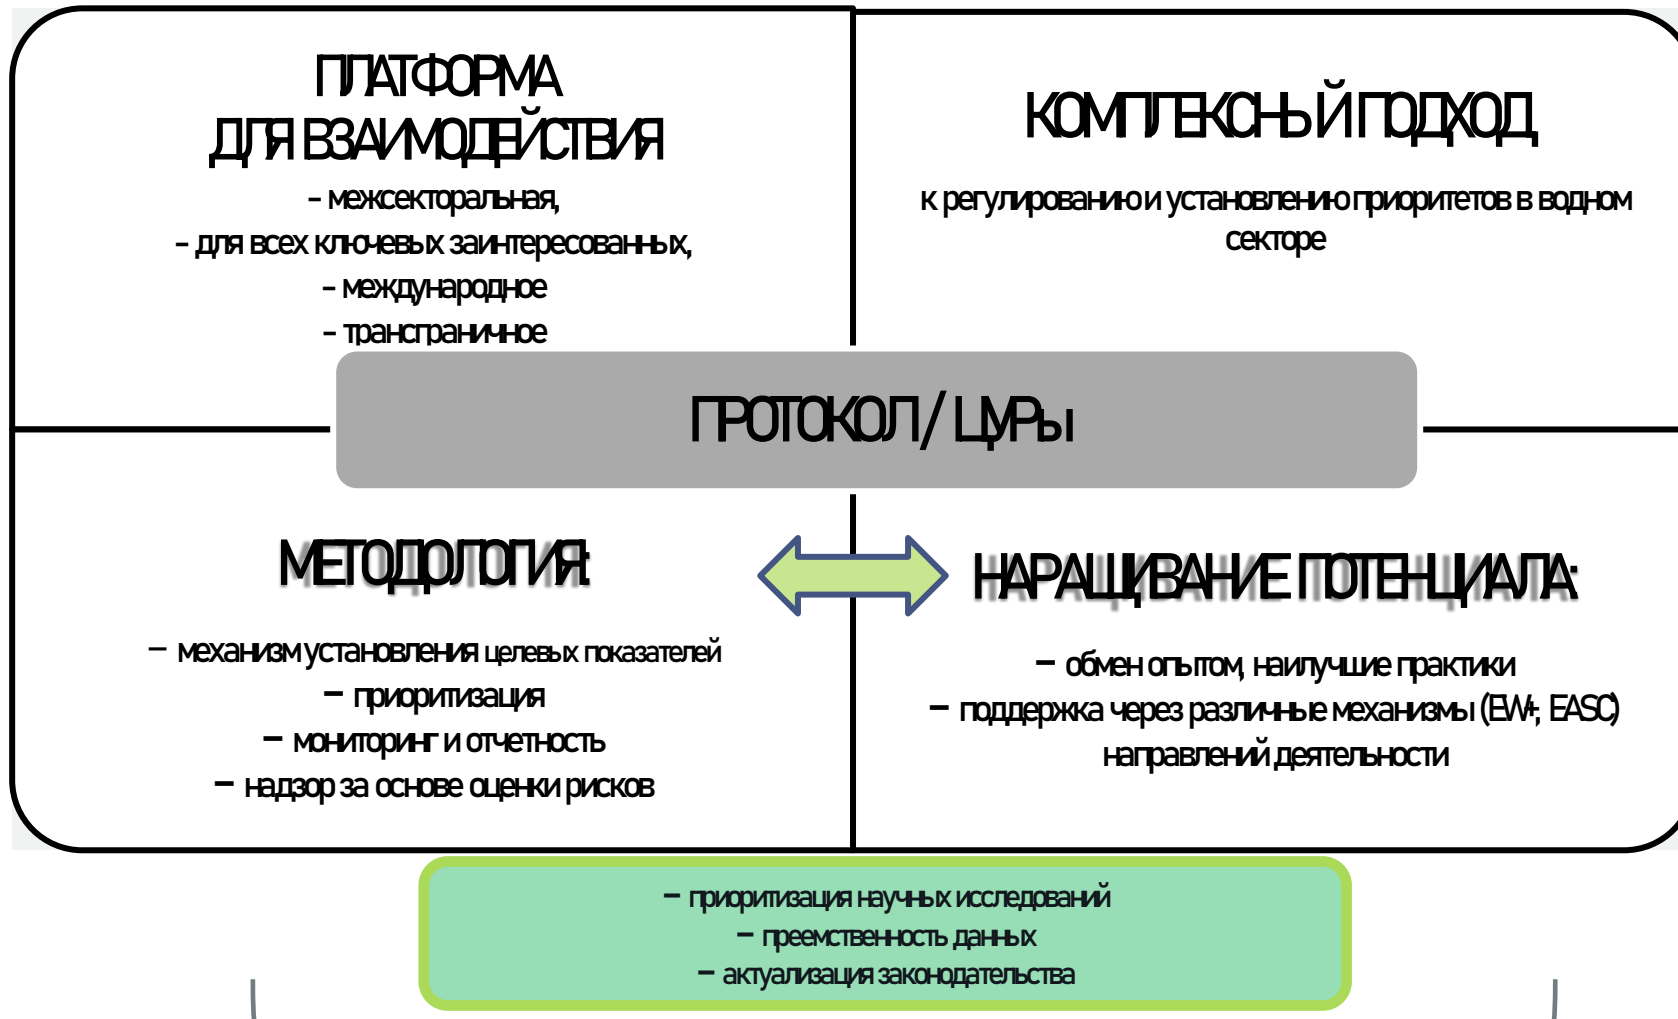 ПЛАТФОРМА
ДЛЯ ВЗАИМОДЕЙСТВИЯ
- межсекторальная,
- для всех ключевых заинтересованных,
- международное
- трансграничное
КОМПЛЕКСНЫЙ ПОДХОД
к регулированию и установлению приоритетов в водном
секторе
ПРОТОКОЛ / ЦУРы
МЕТОДОЛОГИЯ:
– механизм установления целевых показателей
– приоритизация
– мониторинг и отчетность
– надзор за основе оценки рисков
НАРАЩИВАНИЕ ПОТЕНЦИАЛА:
– обмен опытом, наилучшие практики
– поддержка через различные механизмы (EW+, EASC)
направлений деятельности
– приоритизация научных исследований
– преемственность данных
– актуализация законодательства